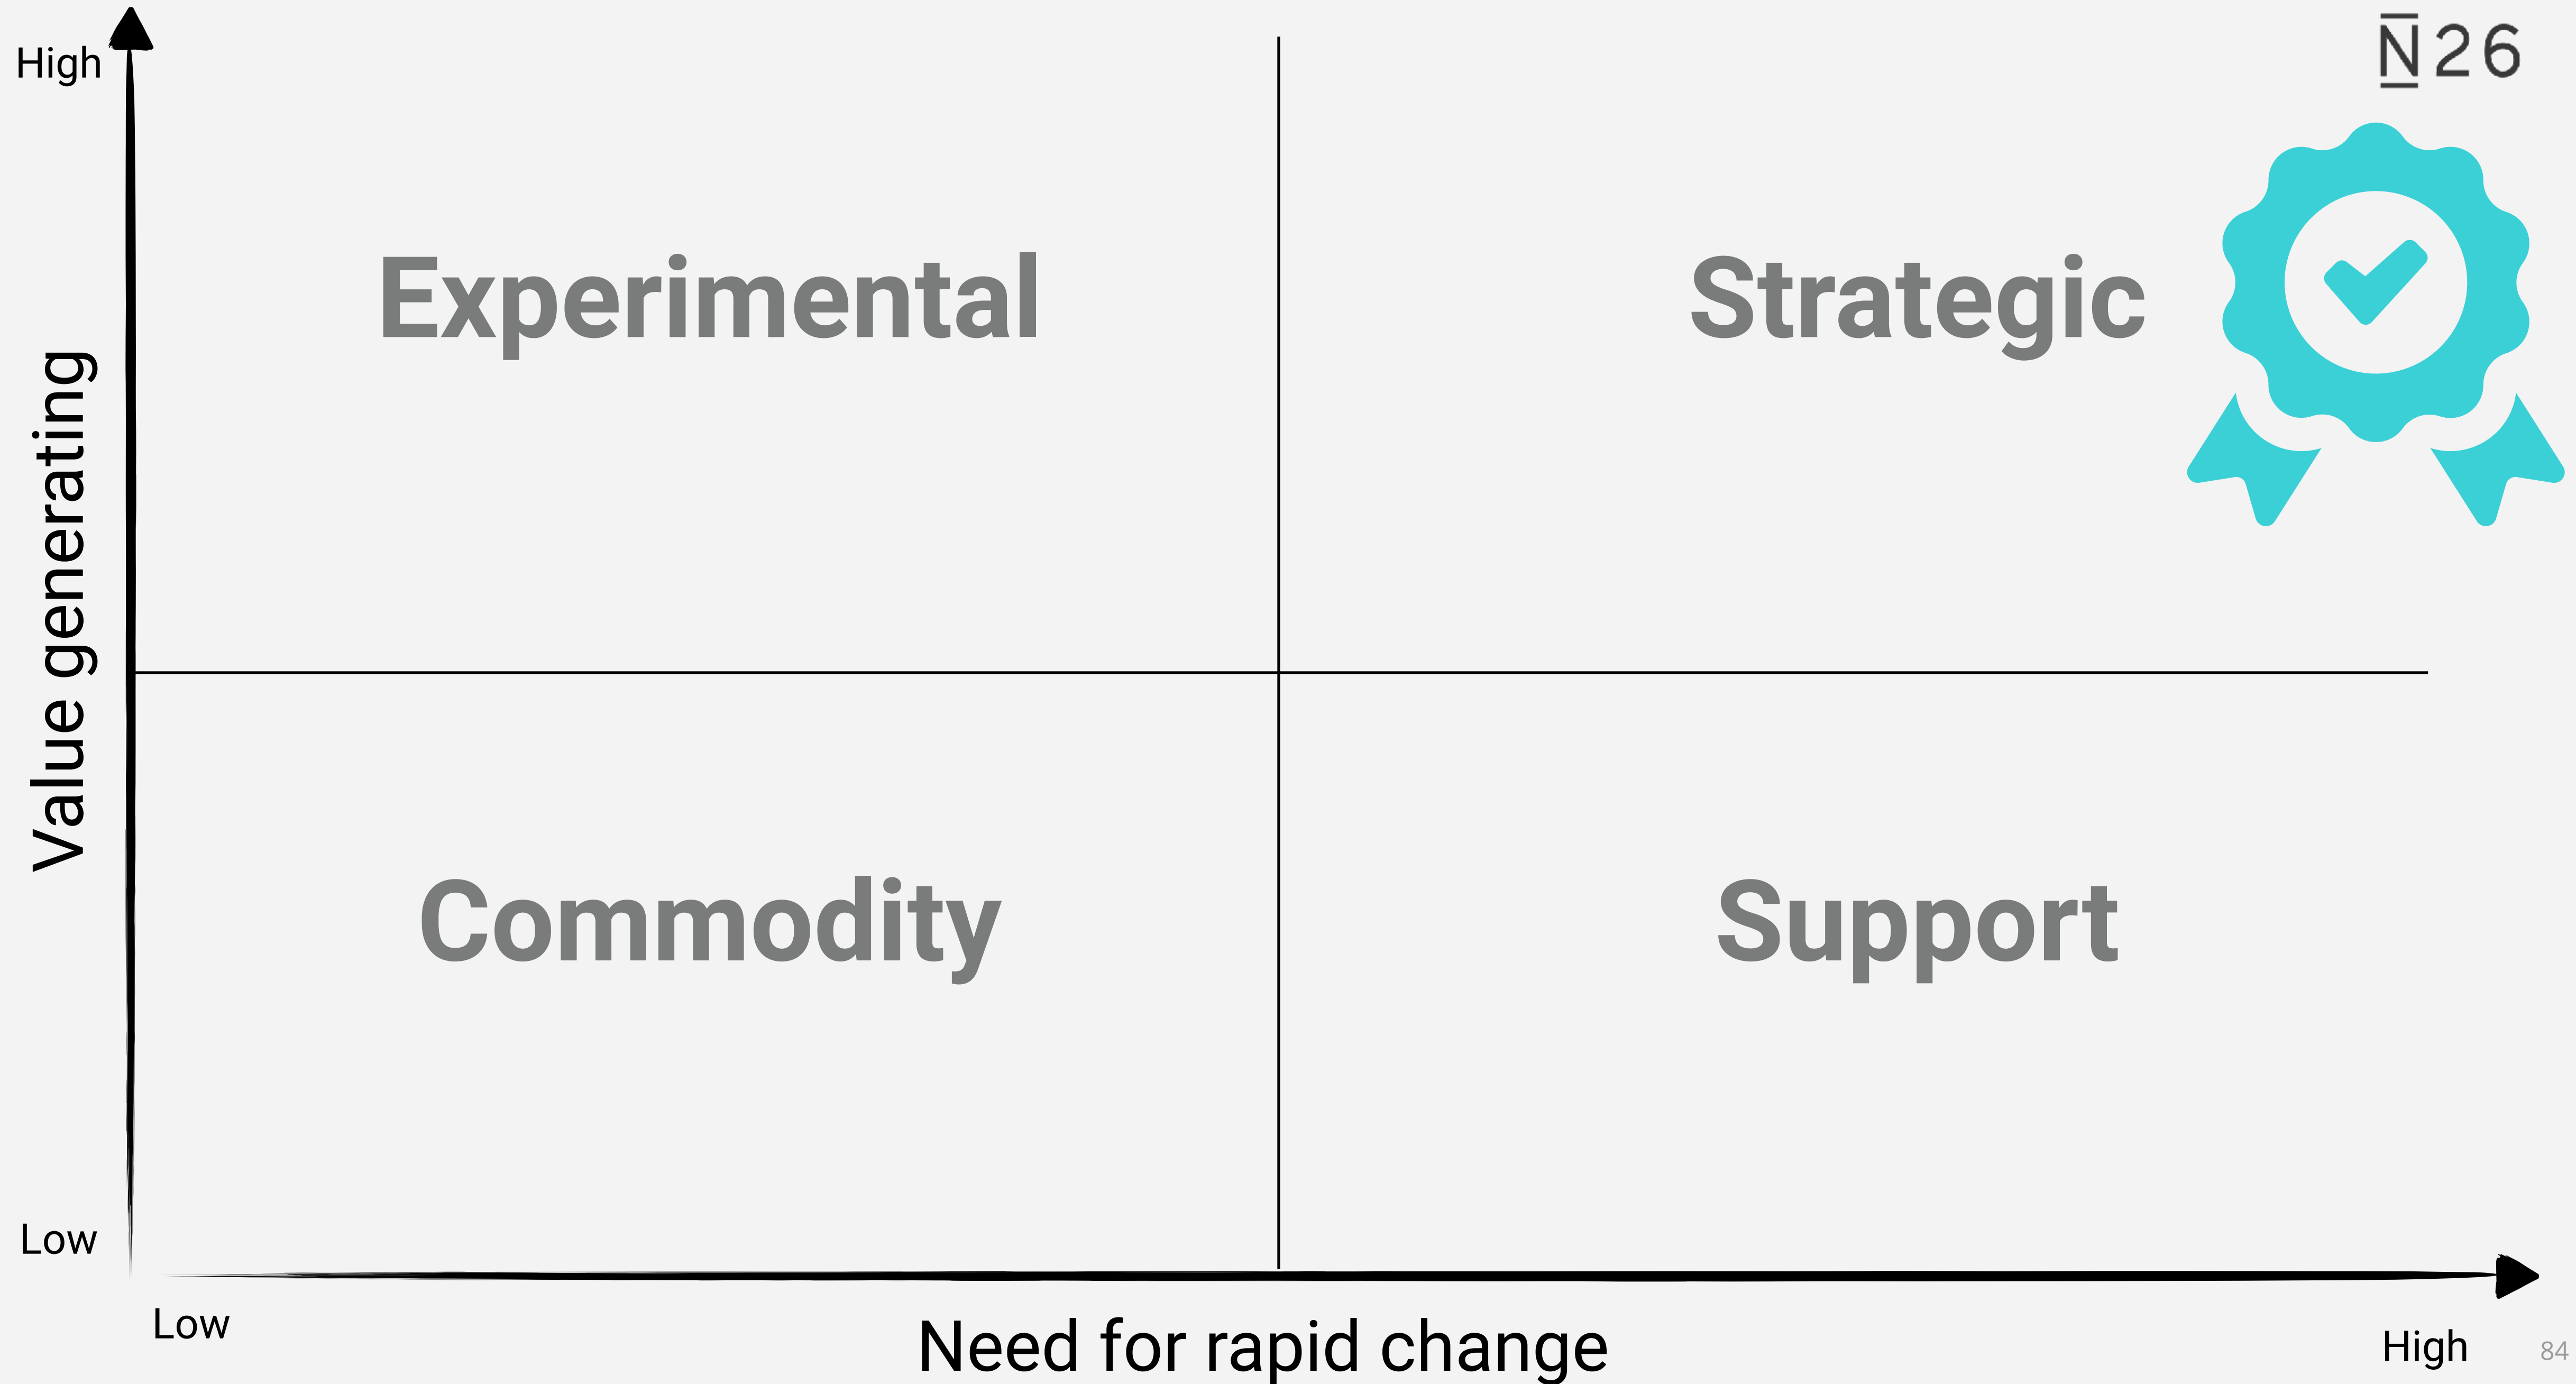 High
N26
Experimental
Strategic
Value generating
Commodity
Support
Low
Low
Need for rapid change
High
84